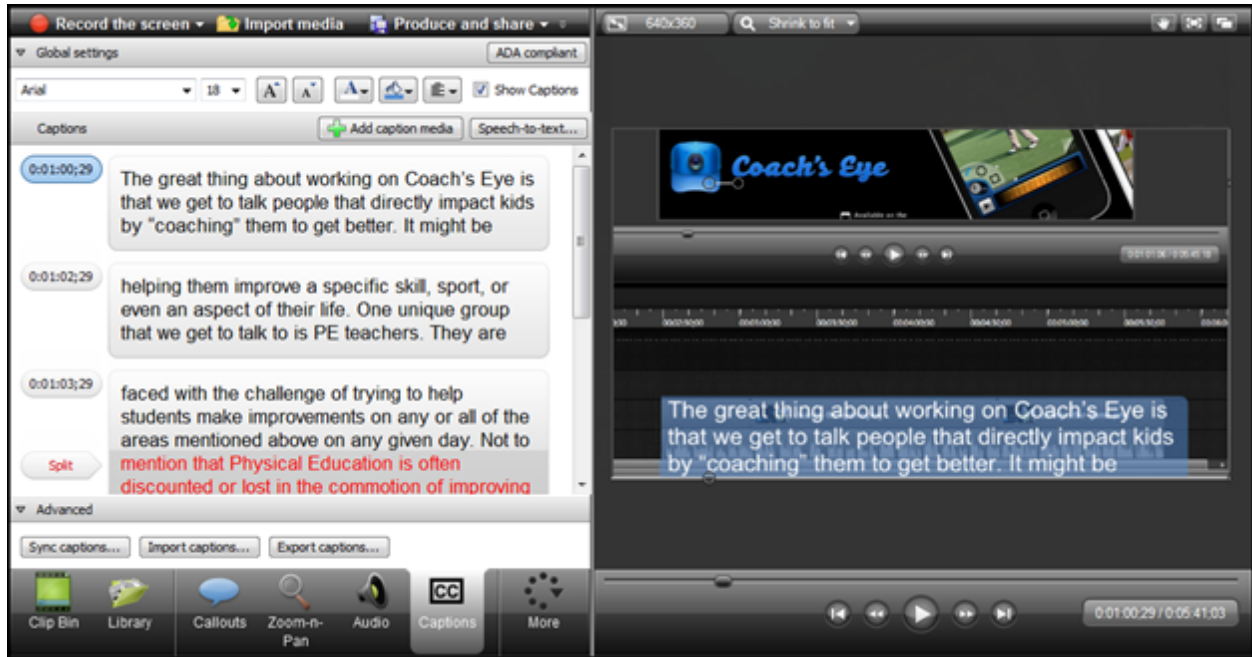 Record the screen
Import media
Produce and share
Global settings
ADA compliant
Arial
18
Show Captions
Captions
Add caption media
Speech-to-text...
0:01:00;29
The great thing about working on Coach's Eye is
that we get to talk people that directly impact kids
by "coaching" them to get better. It might be
0:01:02;29
helping them improve a specific skill, sport, or
even an aspect of their life. One unique group
that we get to talk to is PE teachers. They are
0:01:03;29
faced with the challenge of trying to help
students make improvements on any or all of the
areas mentioned above on any given day. Not to
Split
mention that Physical Education is often
discounted or lost in the commotion of improving
Advanced
Sync captions...
Import captions...
Export captions...
Clip Bin
Library
Callouts
Zoom-n-
Pan
Audio
CC
Captions
More
640x360
Shrink to fit
Coach's Eye
Available on the
The great thing about working on Coach's Eye is
that we get to talk people that directly impact kids
by "coaching" them to get better. It might be
0:01:00;29 / 0:05:41;03